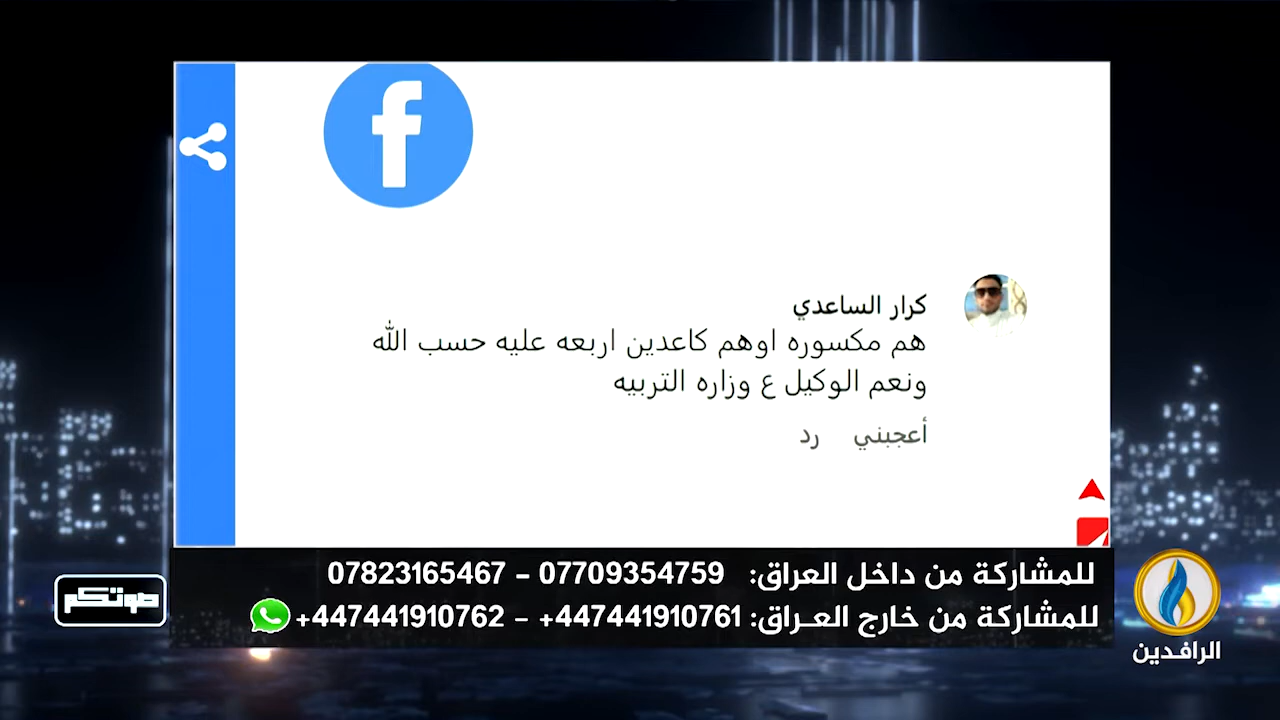 f
كرار الساعدي
هم مكسوره اوهم كاعدين اربعه عليه حسب الله
ونعم الوكيل ع وزاره التربيه
أعجبني رد
للمشاركة من داخل العراق: 07709354759 - 07823165467
للمشاركة من خارج العـراق: 447441910761+ - 447441910762+
صوتكم
الرافدين